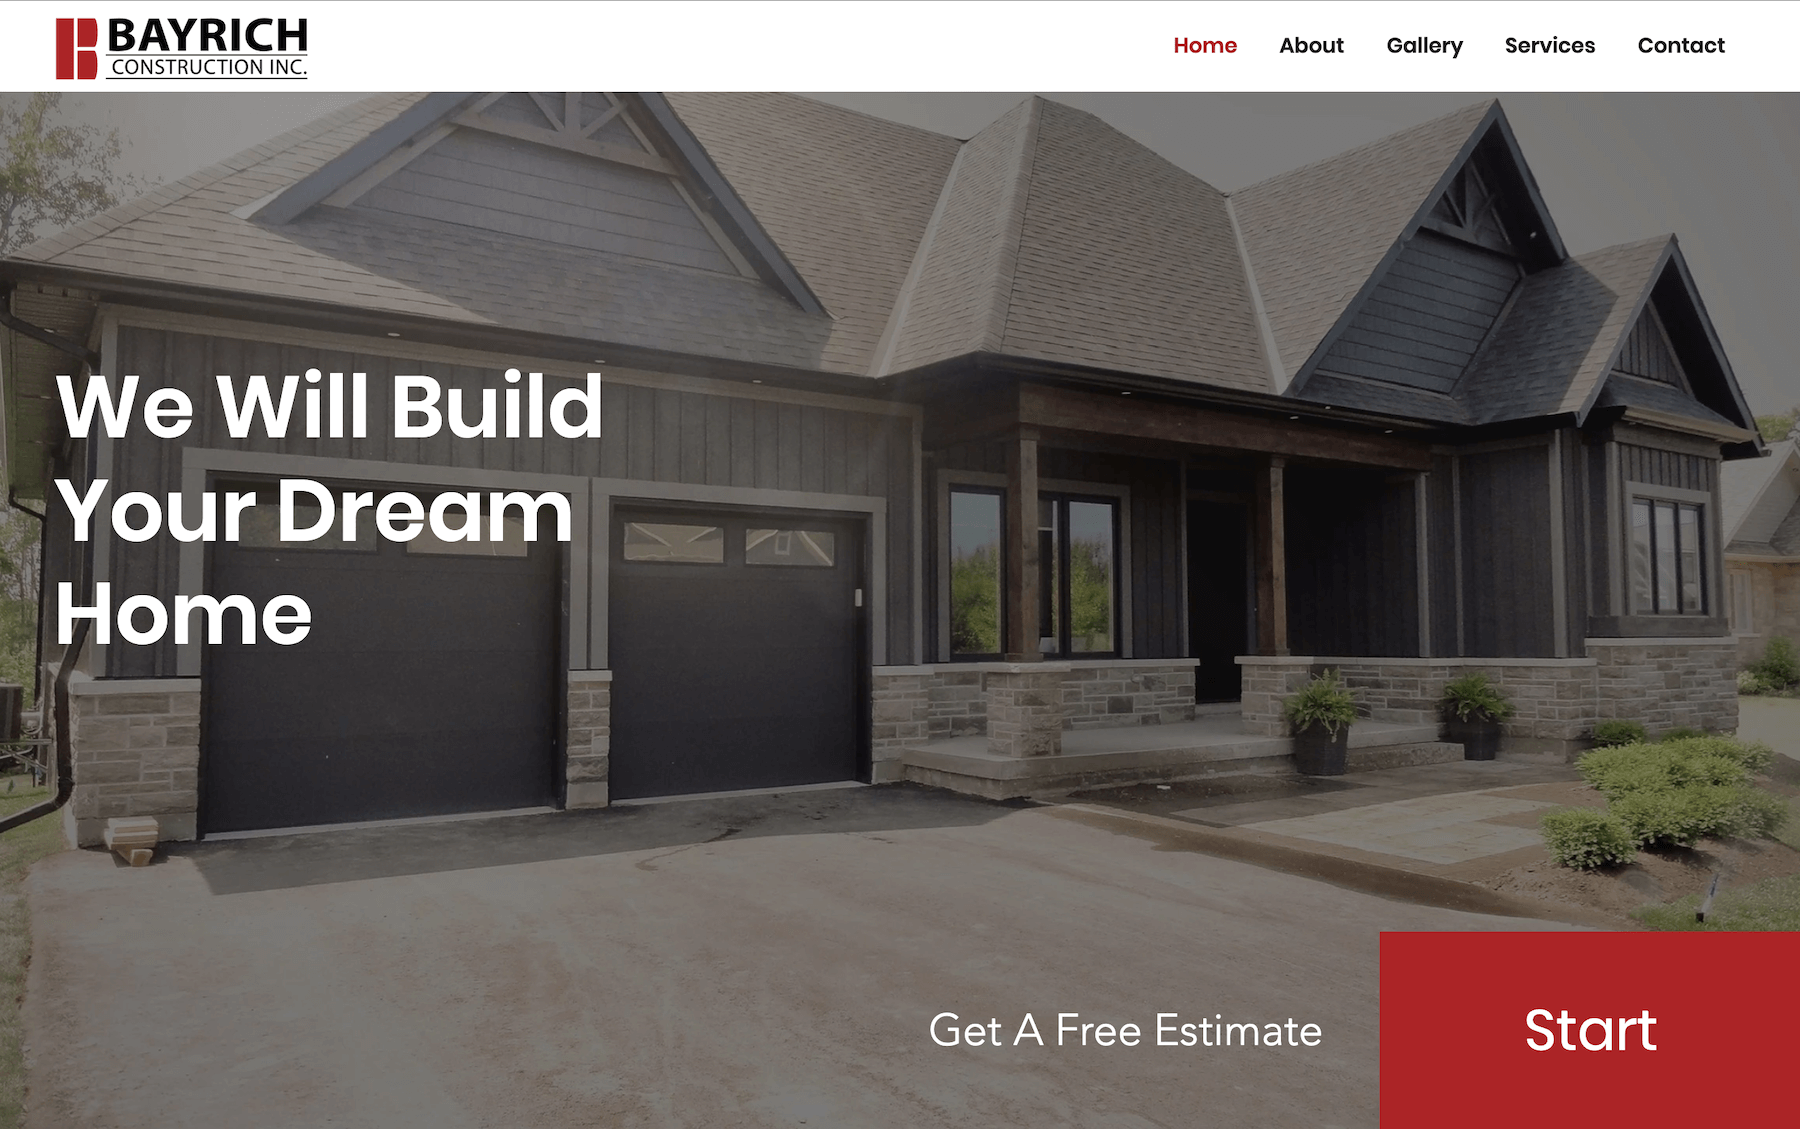 BAYRICH
CONSTRUCTION INC.
Home About Gallery Services Contact
We Will Build
Your Dream
Home
Get A Free Estimate
Start